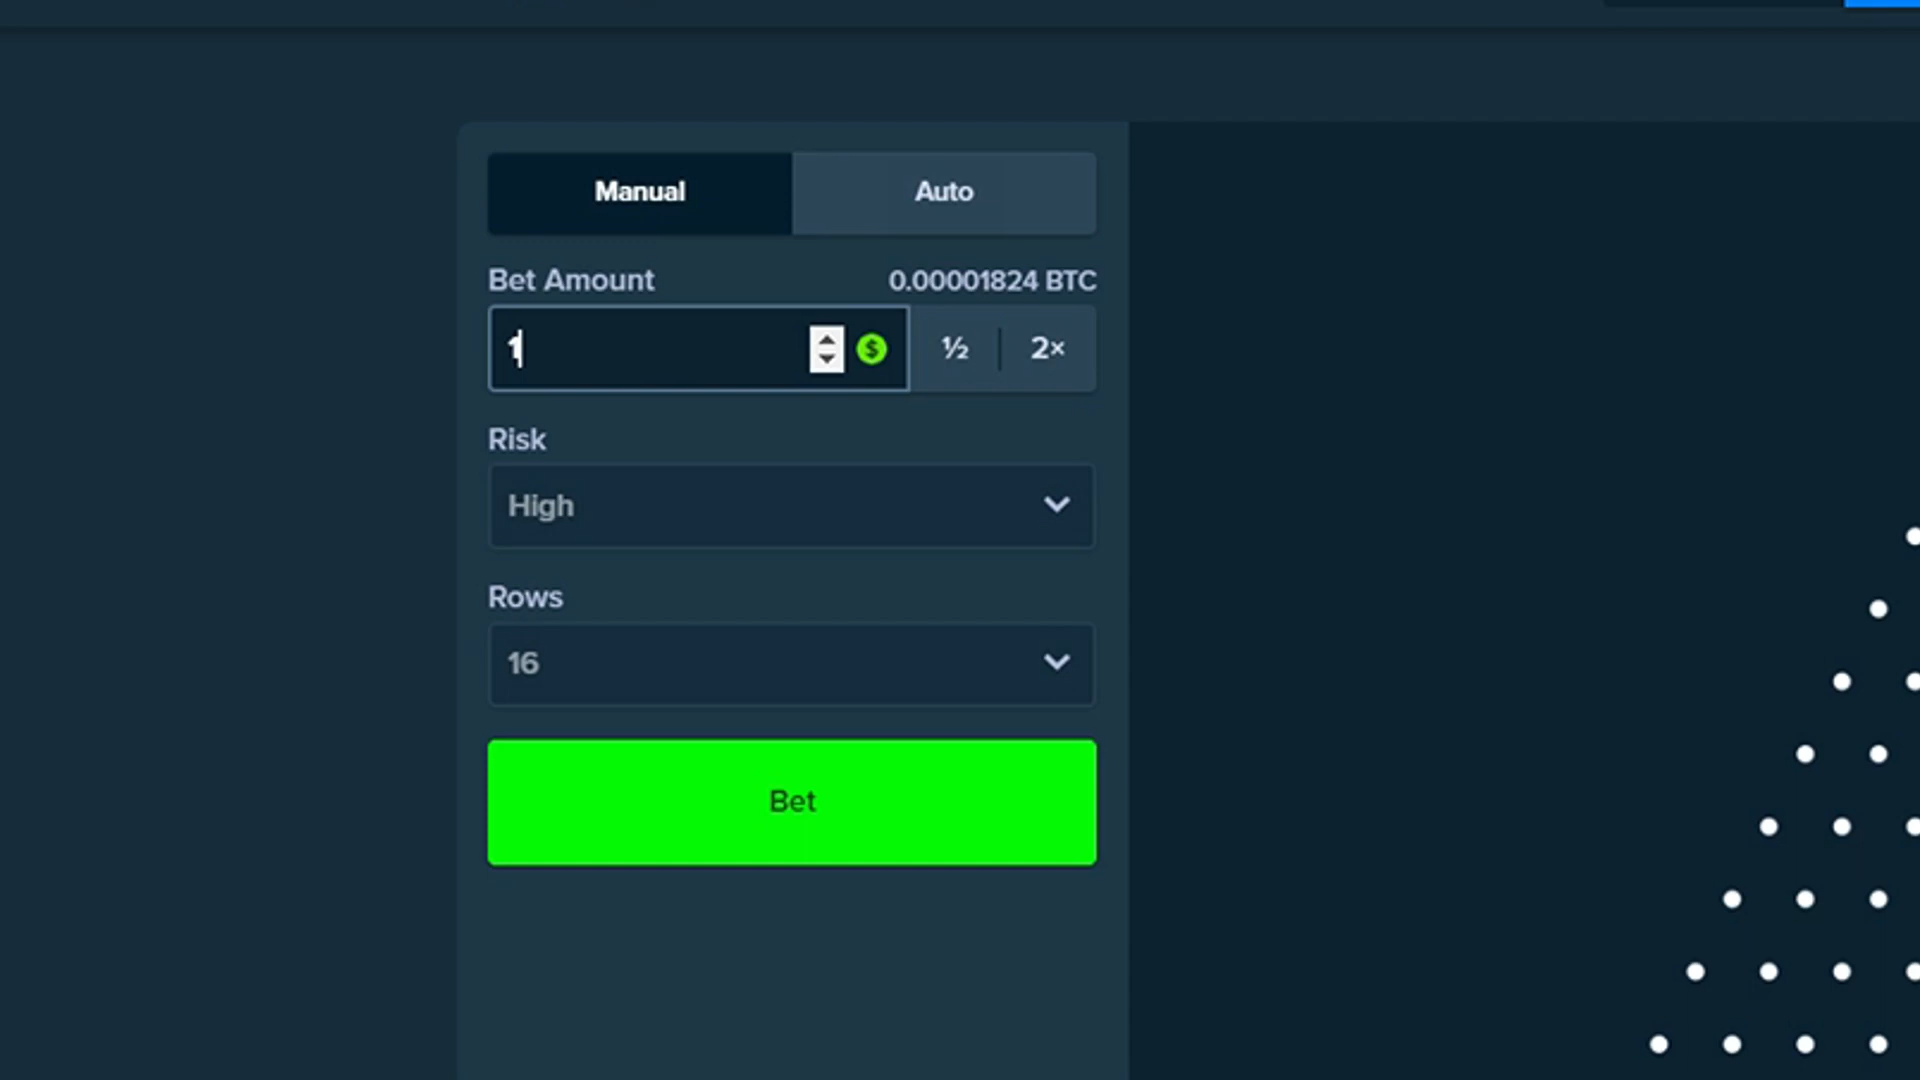 Manual Auto
Bet Amount 0.00001824 BTC
1 $ ½ 2×
Risk
High
Rows
16
Bet